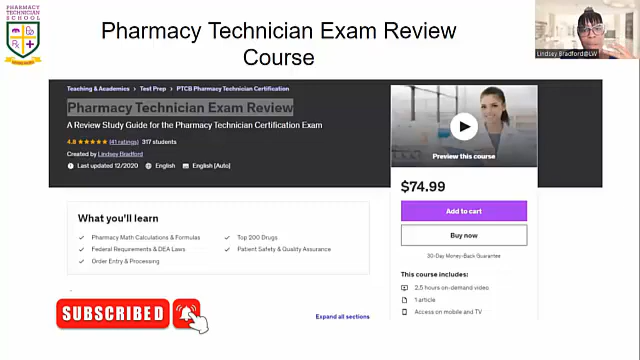 PHARMACY
TECHNICIAN
SCHOOL
Pharmacy Technician Exam Review
Course
Lindsey Bradford@LW
Teaching & Academics > Test Prep > PTCB Pharmacy Technician Certification
Pharmacy Technician Exam Review
A Review Study Guide for the Pharmacy Technician Certification Exam
4.8 ★★★★★ (41 ratings) 317 students
Created by Lindsey Bradford
Last updated 12/2020 English English [Auto]
Preview this course
$74.99
Add to cart
Buy now
30-Day Money-Back Guarantee
This course includes:
2.5 hours on-demand video
1 article
Access on mobile and TV
What you'll learn
✓ Pharmacy Math Calculations & Formulas ✓ Top 200 Drugs
✓ Federal Requirements & DEA Laws ✓ Patient Safety & Quality Assurance
✓ Order Entry & Processing
Expand all sections
SUBSCRIBED